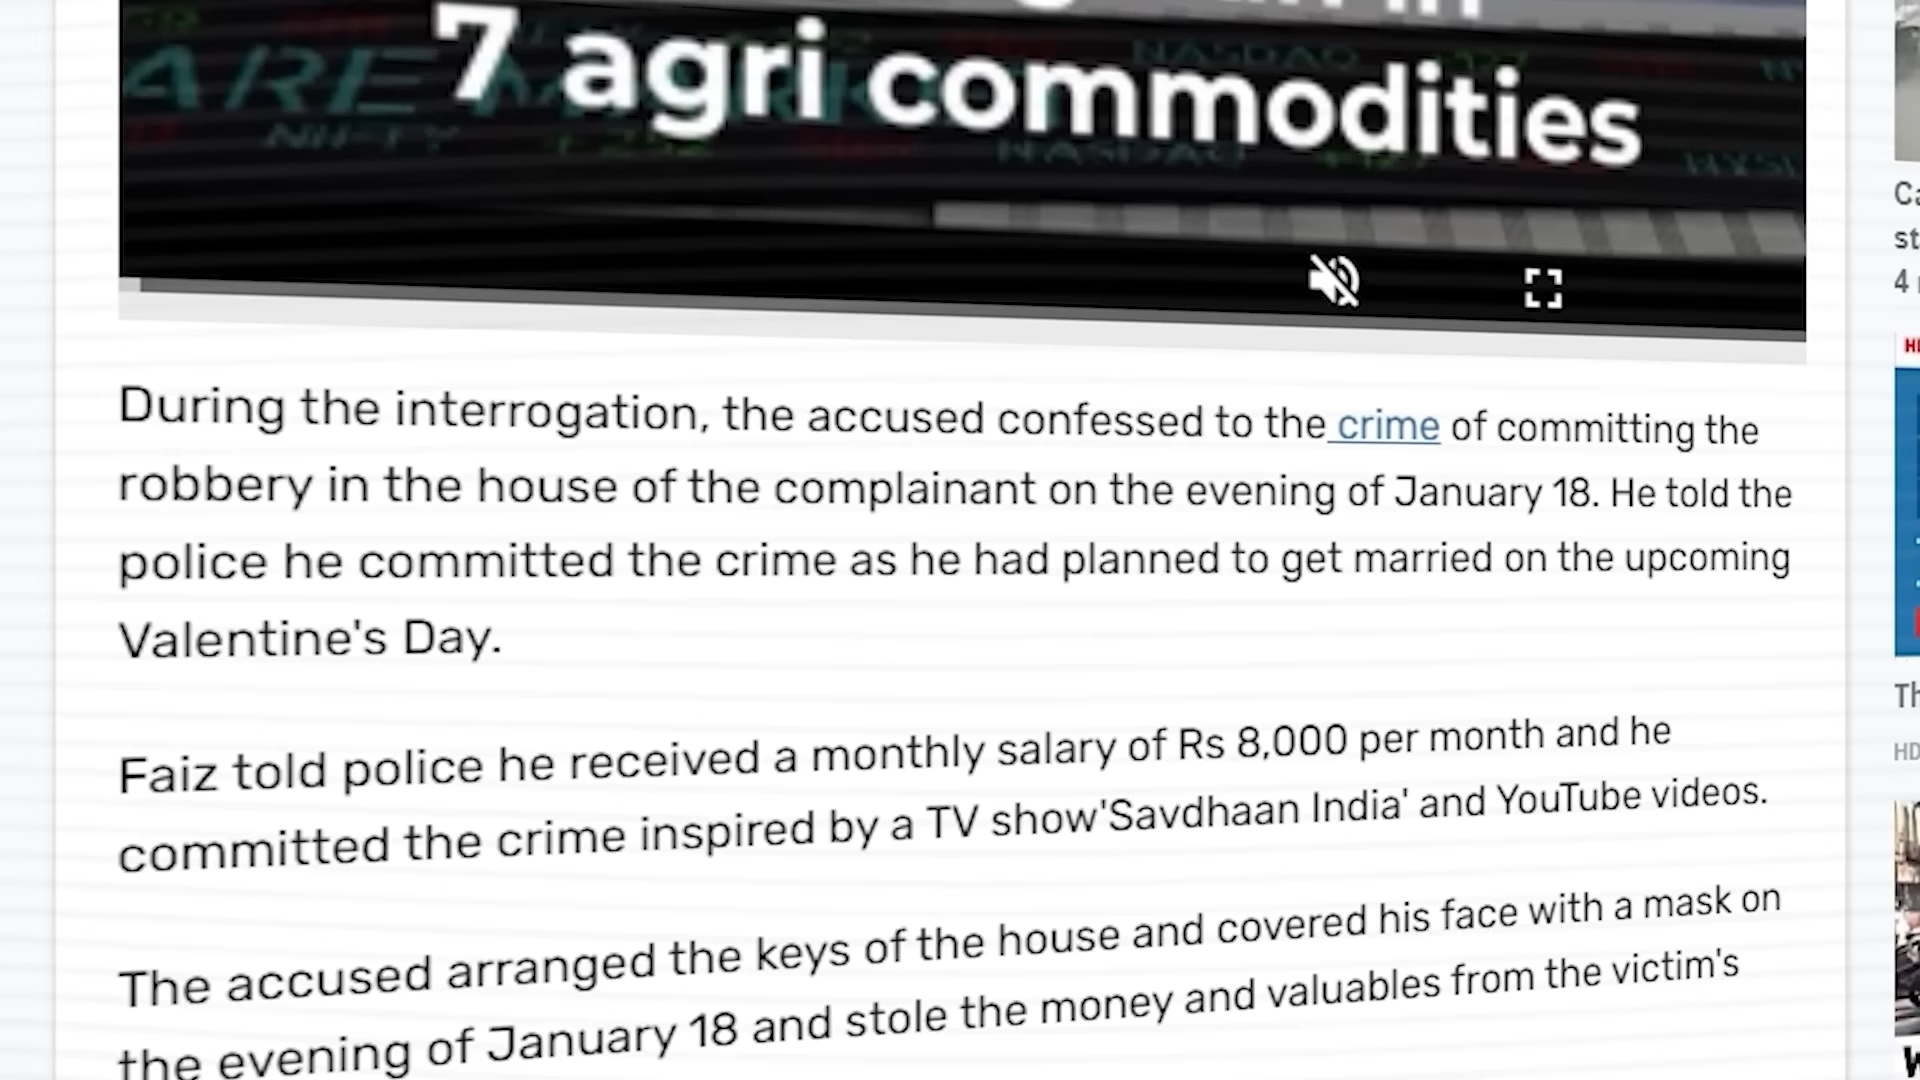 7 agri commodities
ARE
NIFTY
NASDAQ
NASDAQ
During the interrogation, the accused confessed to the crime of committing the
robbery in the house of the complainant on the evening of January 18. He told the
police he committed the crime as he had planned to get married on the upcoming
Valentine's Day.
Faiz told police he received a monthly salary of Rs 8,000 per month and he
committed the crime inspired by a TV show'Savdhaan India' and YouTube videos.
The accused arranged the keys of the house and covered his face with a mask on
the evening of January 18 and stole the money and valuables from the victim's